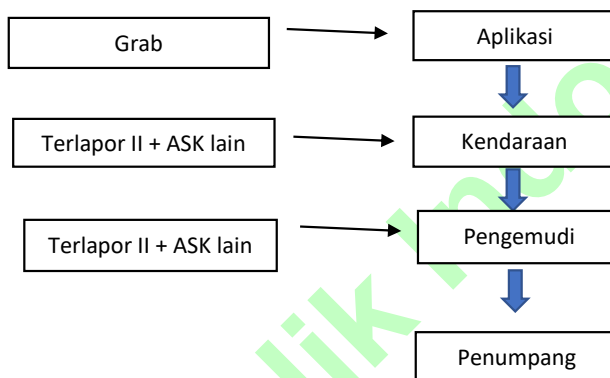 Grab
Aplikasi
Terlapor II + ASK lain
Kendaraan
Terlapor II + ASK lain
Pengemudi
Penumpang